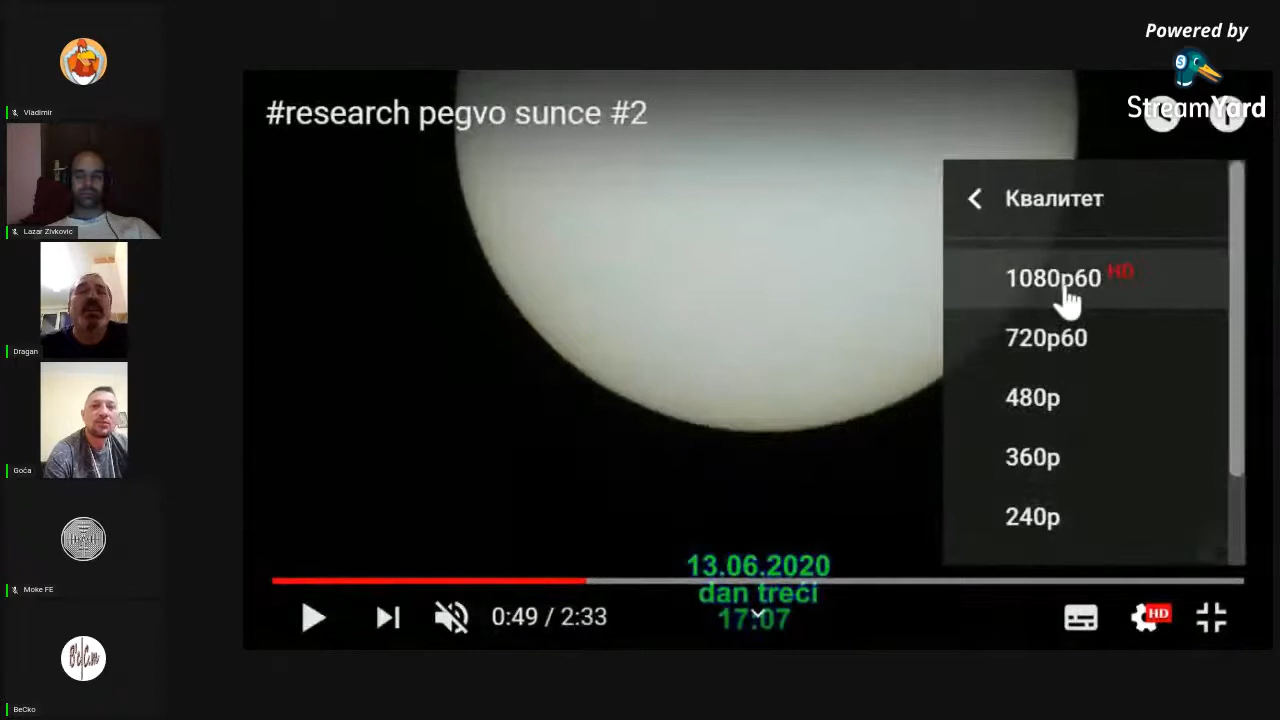 Powered by
StreamYard
Vladimir
Lazar Zivkovic
Dragan
Goća
Moke FE
BeCko
#research pegvo sunce #2
Квалитет
1080p60 HD
720p60
480p
360p
240p
13.06.2020
dan treći
17:07
0:49 / 2:33
HD